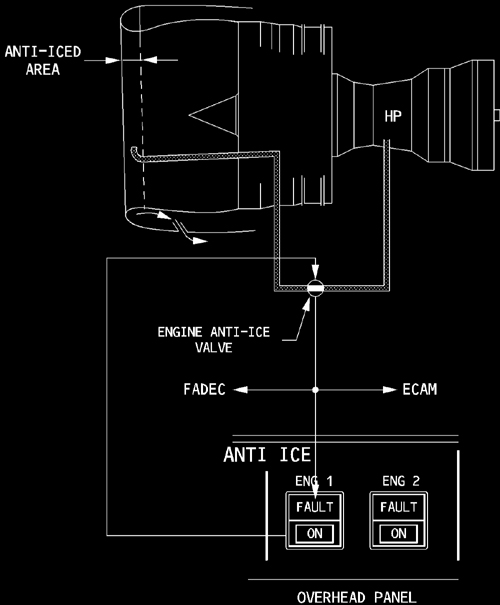 ANTI-ICED
AREA
HP
ENGINE ANTI-ICE
VALVE
FADEC
ECAM
ANTI ICE
ENG 1
ENG 2
FAULT
FAULT
ON
ON
OVERHEAD PANEL